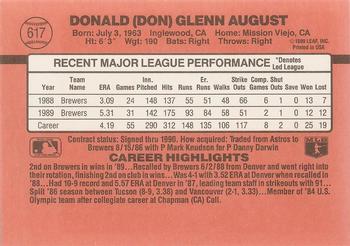 617
DONALD (DON) GLENN AUGUST
Born: July 3, 1963 Inglewood, CA Home: Mission Viejo, CA
Ht: 6'3" Wgt: 190 Bats: Right Throws: Right
©1989 LEAF, INC.
PRINTED IN USA
RECENT MAJOR LEAGUE PERFORMANCE *Denotes Led League
Year Team Name ERA Inn Games Pitched Inn Hits Runs Er. Runs Walks Strike Outs Comp. Games Shut Outs Save Won Lost
1988 Brewers 3.09 24 148 137 55 51 48 66 6 1 0 13 7
1989 Brewers 5.31 31 142 175 93 84 58 51 2 1 0 12 12
Career 4.19 55 290 312 148 135 106 117 8 2 0 25 19
Contract status: Signed thru 1990. How Acquired: Traded from Astros to
Brewers 8/15/86 with P Mark Knudson for P Danny Darwin
CAREER HIGHLIGHTS
2nd on Brewers in wins in '89... Recalled by Brewers 6/2/88 from Denver and went right into their
rotation, finishing 2nd on club in wins... Was 4-1 with 3.52 ERA at Denver when recalled in
'88... Had 10-9 record and 5.57 ERA at Denver in '87, leading team in strikeouts with 91...
Split '86 season between Tucson (8-9, 3.38) and Vancouver (2-1, 3.33)... Member of '84 U.S.
Olympic team after collegiate career at Chapman (CA) Coll.